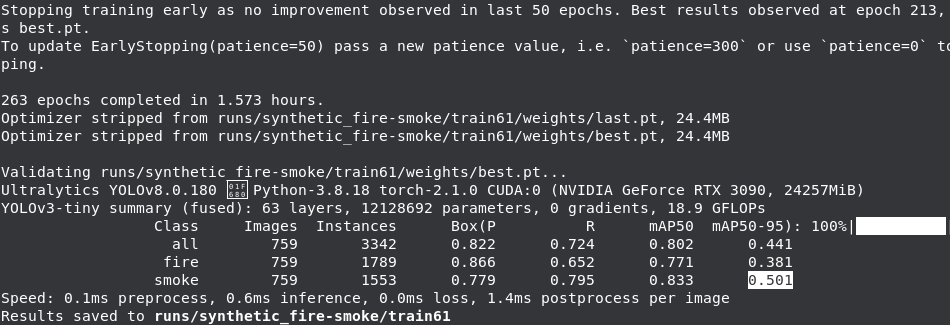 Stopping training early as no improvement observed in last 50 epochs. Best results observed at epoch 213,
s best.pt.
To update EarlyStopping(patience=50) pass a new patience value, i.e. `patience=300` or use `patience=0` to
ping.
263 epochs completed in 1.573 hours.
Optimizer stripped from runs/synthetic_fire-smoke/train61/weights/last.pt, 24.4MB
Optimizer stripped from runs/synthetic_fire-smoke/train61/weights/best.pt, 24.4MB
Validating runs/synthetic_fire-smoke/train61/weights/best.pt...
Ultralytics YOLOv8.0.180 01F680 Python-3.8.18 torch-2.1.0 CUDA:0 (NVIDIA GeForce RTX 3090, 24257MiB)
YOLOv3-tiny summary (fused): 63 layers, 12128692 parameters, 0 gradients, 18.9 GFLOPs
Class Images Instances Box(P R mAP50 mAP50-95): 100%|
all 759 3342 0.822 0.724 0.802 0.441
fire 759 1789 0.866 0.652 0.771 0.381
smoke 759 1553 0.779 0.795 0.833 0.501
Speed: 0.1ms preprocess, 0.6ms inference, 0.0ms loss, 1.4ms postprocess per image
Results saved to runs/synthetic_fire-smoke/train61